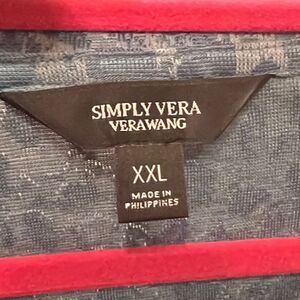 SIMPLY VERA
VERAWANG
XXL
MADE IN
PHILIPPINES